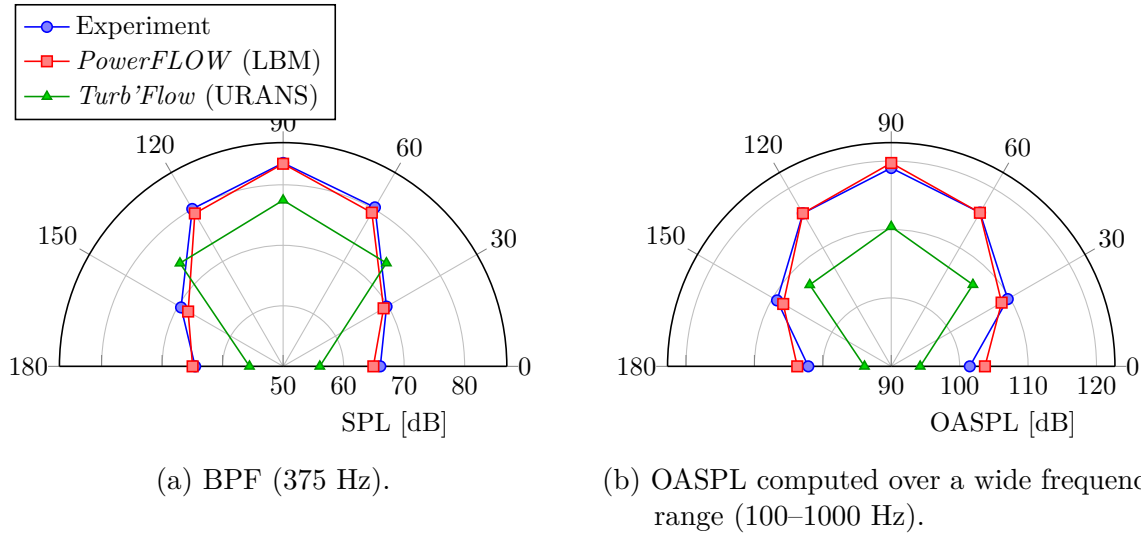 Experiment
PowerFLOW (LBM)
Turb'Flow (URANS)
90
120
60
150
30
180
0
50
60
70
80
SPL [dB]
90
120
60
150
30
180
0
90
100
110
120
OASPL [dB]
(a) BPF (375 Hz).
(b) OASPL computed over a wide frequenc
range (100–1000 Hz).